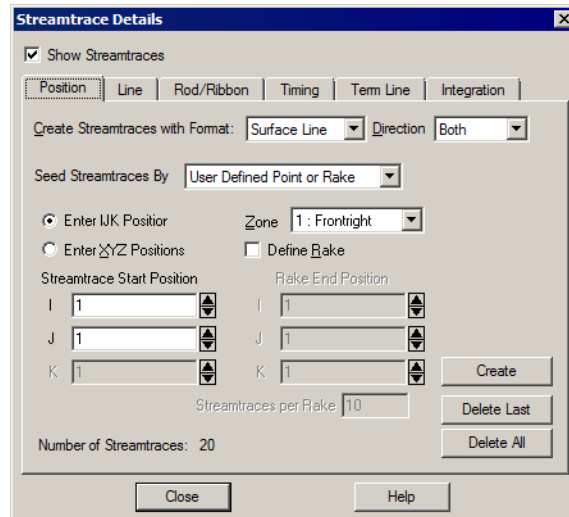 Streamtrace Details
Show Streamtraces
Position Line Rod/Ribbon Timing Term Line Integration
Create Streamtraces with Format: Surface Line Direction Both
Seed Streamtraces By User Defined Point or Rake
Enter IJK Positior Zone 1 : Frontright
Enter XYZ Positions Define Rake
Streamtrace Start Position Rake End Position
I 1 I 1
J 1 J 1
K 1 K 1
Create
Streamtraces per Rake 10
Delete Last
Number of Streamtraces: 20 Delete All
Close Help